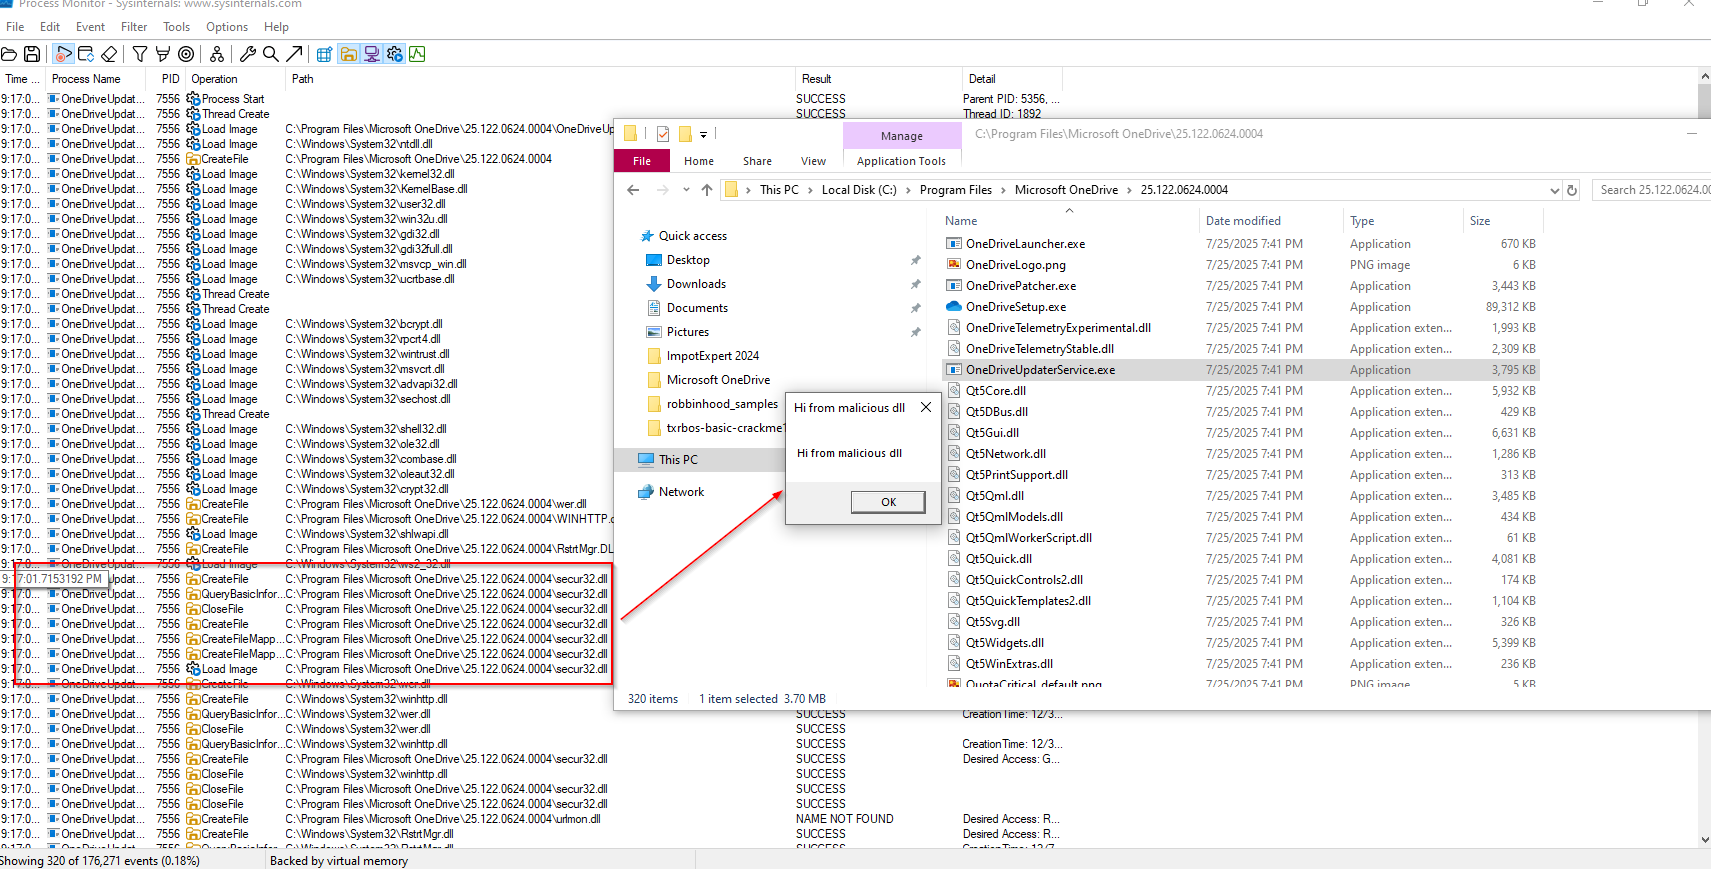 Process Monitor - Sysinternals: www.sysinternals.com
File Edit Event Filter Tools Options Help
Time ... Process Name PID Operation Path Result Detail
9:17:0... OneDriveUpdat... 7556 Process Start SUCCESS Parent PID: 5356, ...
9:17:0... OneDriveUpdat... 7556 Thread Create SUCCESS Thread ID: 1892
9:17:0... OneDriveUpdat... 7556 Load Image C:\Program Files\Microsoft OneDrive\25.122.0624.0004\OneDriveUp
9:17:0... OneDriveUpdat... 7556 Load Image C:\Windows\System32\ntdll.dll
9:17:0... OneDriveUpdat... 7556 CreateFile C:\Program Files\Microsoft OneDrive\25.122.0624.0004
9:17:0... OneDriveUpdat... 7556 Load Image C:\Windows\System32\kernel32.dll
9:17:0... OneDriveUpdat... 7556 Load Image C:\Windows\System32\KernelBase.dll
9:17:0... OneDriveUpdat... 7556 Load Image C:\Windows\System32\user32.dll
9:17:0... OneDriveUpdat... 7556 Load Image C:\Windows\System32\win32u.dll
9:17:0... OneDriveUpdat... 7556 Load Image C:\Windows\System32\gdi32.dll
9:17:0... OneDriveUpdat... 7556 Load Image C:\Windows\System32\gdi32full.dll
9:17:0... OneDriveUpdat... 7556 Load Image C:\Windows\System32\msvcp_win.dll
9:17:0... OneDriveUpdat... 7556 Load Image C:\Windows\System32\ucrtbase.dll
9:17:0... OneDriveUpdat... 7556 Thread Create
9:17:0... OneDriveUpdat... 7556 Thread Create
9:17:0... OneDriveUpdat... 7556 Load Image C:\Windows\System32\bcrypt.dll
9:17:0... OneDriveUpdat... 7556 Load Image C:\Windows\System32\rpcrt4.dll
9:17:0... OneDriveUpdat... 7556 Load Image C:\Windows\System32\wintrust.dll
9:17:0... OneDriveUpdat... 7556 Load Image C:\Windows\System32\msvcrt.dll
9:17:0... OneDriveUpdat... 7556 Load Image C:\Windows\System32\advapi32.dll
9:17:0... OneDriveUpdat... 7556 Load Image C:\Windows\System32\sechost.dll
9:17:0... OneDriveUpdat... 7556 Thread Create
9:17:0... OneDriveUpdat... 7556 Load Image C:\Windows\System32\shell32.dll
9:17:0... OneDriveUpdat... 7556 Load Image C:\Windows\System32\ole32.dll
9:17:0... OneDriveUpdat... 7556 Load Image C:\Windows\System32\combase.dll
9:17:0... OneDriveUpdat... 7556 Load Image C:\Windows\System32\oleaut32.dll
9:17:0... OneDriveUpdat... 7556 Load Image C:\Windows\System32\crypt32.dll
9:17:0... OneDriveUpdat... 7556 CreateFile C:\Program Files\Microsoft OneDrive\25.122.0624.0004\wer.dll
9:17:0... OneDriveUpdat... 7556 CreateFile C:\Program Files\Microsoft OneDrive\25.122.0624.0004\WINHTTP.
9:17:0... OneDriveUpdat... 7556 Load Image C:\Windows\System32\shlwapi.dll
9:17:0... OneDriveUpdat... 7556 CreateFile C:\Program Files\Microsoft OneDrive\25.122.0624.0004\RstrtMgr.DL
9:17:0... OneDriveUpdat... 7556 Load Image C:\Windows\System32\ws2_32.dll
9:17:01.7153192 PM Updat... 7556 CreateFile C:\Program Files\Microsoft OneDrive\25.122.0624.0004\secur32.dll
9:17:0... OneDriveUpdat... 7556 QueryBasicInfor... C:\Program Files\Microsoft OneDrive\25.122.0624.0004\secur32.dll
9:17:0... OneDriveUpdat... 7556 CloseFile C:\Program Files\Microsoft OneDrive\25.122.0624.0004\secur32.dll
9:17:0... OneDriveUpdat... 7556 CreateFile C:\Program Files\Microsoft OneDrive\25.122.0624.0004\secur32.dll
9:17:0... OneDriveUpdat... 7556 CreateFileMapp... C:\Program Files\Microsoft OneDrive\25.122.0624.0004\secur32.dll
9:17:0... OneDriveUpdat... 7556 CreateFileMapp... C:\Program Files\Microsoft OneDrive\25.122.0624.0004\secur32.dll
9:17:0... OneDriveUpdat... 7556 Load Image C:\Program Files\Microsoft OneDrive\25.122.0624.0004\secur32.dll
9:17:0... OneDriveUpdat... 7556 CreateFile C:\Windows\System32\wer.dll
9:17:0... OneDriveUpdat... 7556 CreateFile C:\Windows\System32\winhttp.dll
9:17:0... OneDriveUpdat... 7556 QueryBasicInfor... C:\Windows\System32\wer.dll SUCCESS CreationTime: 12/3...
9:17:0... OneDriveUpdat... 7556 CloseFile C:\Windows\System32\wer.dll SUCCESS
9:17:0... OneDriveUpdat... 7556 QueryBasicInfor... C:\Windows\System32\winhttp.dll SUCCESS CreationTime: 12/3...
9:17:0... OneDriveUpdat... 7556 CreateFile C:\Program Files\Microsoft OneDrive\25.122.0624.0004\secur32.dll SUCCESS Desired Access: G...
9:17:0... OneDriveUpdat... 7556 CloseFile C:\Windows\System32\winhttp.dll SUCCESS
9:17:0... OneDriveUpdat... 7556 CloseFile C:\Program Files\Microsoft OneDrive\25.122.0624.0004\secur32.dll SUCCESS
9:17:0... OneDriveUpdat... 7556 CloseFile C:\Program Files\Microsoft OneDrive\25.122.0624.0004\secur32.dll SUCCESS
9:17:0... OneDriveUpdat... 7556 CreateFile C:\Program Files\Microsoft OneDrive\25.122.0624.0004\urlmon.dll NAME NOT FOUND Desired Access: R...
9:17:0... OneDriveUpdat... 7556 CreateFile C:\Windows\System32\RstrtMgr.dll SUCCESS Desired Access: R...
9:17:0... OneDriveUpdat... 7556 QueryBasicInfor... C:\Windows\System32\RstrtMgr.dll SUCCESS CreationTime: 12/7...
Showing 320 of 176,271 events (0.18%) Backed by virtual memory
Manage C:\Program Files\Microsoft OneDrive\25.122.0624.0004
File Home Share View Application Tools
This PC Local Disk (C:) Program Files Microsoft OneDrive 25.122.0624.0004 Search 25.122.0624.00
Quick access
Desktop
Downloads
Documents
Pictures
ImpotExpert 2024
Microsoft OneDrive
robbinhood_samples
txrbos-basic-crackme1
This PC
Network
Name Date modified Type Size
OneDriveLauncher.exe 7/25/2025 7:41 PM Application 670 KB
OneDriveLogo.png 7/25/2025 7:41 PM PNG image 6 KB
OneDrivePatcher.exe 7/25/2025 7:41 PM Application 3,443 KB
OneDriveSetup.exe 7/25/2025 7:41 PM Application 89,312 KB
OneDriveTelemetryExperimental.dll 7/25/2025 7:41 PM Application exten... 1,993 KB
OneDriveTelemetryStable.dll 7/25/2025 7:41 PM Application exten... 2,309 KB
OneDriveUpdaterService.exe 7/25/2025 7:41 PM Application 3,795 KB
Qt5Core.dll 7/25/2025 7:41 PM Application exten... 5,932 KB
Qt5DBus.dll 7/25/2025 7:41 PM Application exten... 429 KB
Qt5Gui.dll 7/25/2025 7:41 PM Application exten... 6,631 KB
Qt5Network.dll 7/25/2025 7:41 PM Application exten... 1,286 KB
Qt5PrintSupport.dll 7/25/2025 7:41 PM Application exten... 313 KB
Qt5Qml.dll 7/25/2025 7:41 PM Application exten... 3,485 KB
Qt5QmlModels.dll 7/25/2025 7:41 PM Application exten... 434 KB
Qt5QmlWorkerScript.dll 7/25/2025 7:41 PM Application exten... 61 KB
Qt5Quick.dll 7/25/2025 7:41 PM Application exten... 4,081 KB
Qt5QuickControls2.dll 7/25/2025 7:41 PM Application exten... 174 KB
Qt5QuickTemplates2.dll 7/25/2025 7:41 PM Application exten... 1,104 KB
Qt5Svg.dll 7/25/2025 7:41 PM Application exten... 326 KB
Qt5Widgets.dll 7/25/2025 7:41 PM Application exten... 5,399 KB
Qt5WinExtras.dll 7/25/2025 7:41 PM Application exten... 236 KB
QuotaCritical_default.png 7/25/2025 7:41 PM PNG image 5 KB
320 items 1 item selected 3.70 MB
Hi from malicious dll
Hi from malicious dll
OK